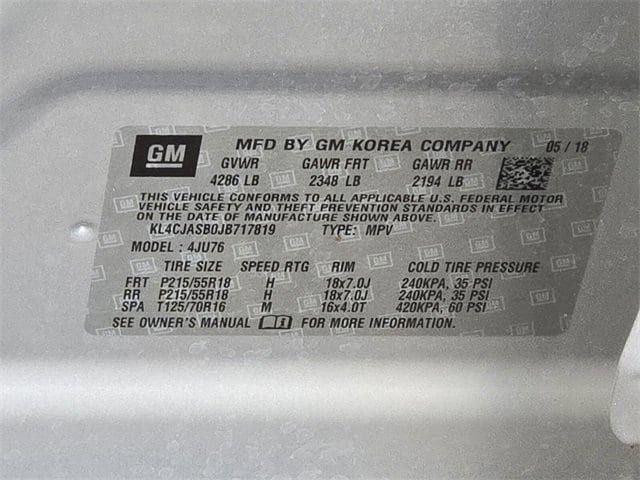 GM MFD BY GM KOREA COMPANY 05 / 18
GVWR GAWR FRT GAWR RR
4286 LB 2348 LB 2194 LB
THIS VEHICLE CONFORMS TO ALL APPLICABLE U.S. FEDERAL MOTOR
VEHICLE SAFETY AND THEFT PREVENTION STANDARDS IN EFFECT ON
THE DATE OF MANUFACTURE SHOWN ABOVE.
KL4CJASB0JB717819 TYPE: MPV
MODEL : 4JU76
TIRE SIZE SPEED RTG RIM COLD TIRE PRESSURE
FRT P215/55R18 H 18x7.0J 240KPA, 35 PSI
RR P215/55R18 H 18x7.0J 240KPA, 35 PSI
SPA T125/70R16 M 16x4.0T 420KPA, 60 PSI
SEE OWNER'S MANUAL FOR MORE INFORMATION.